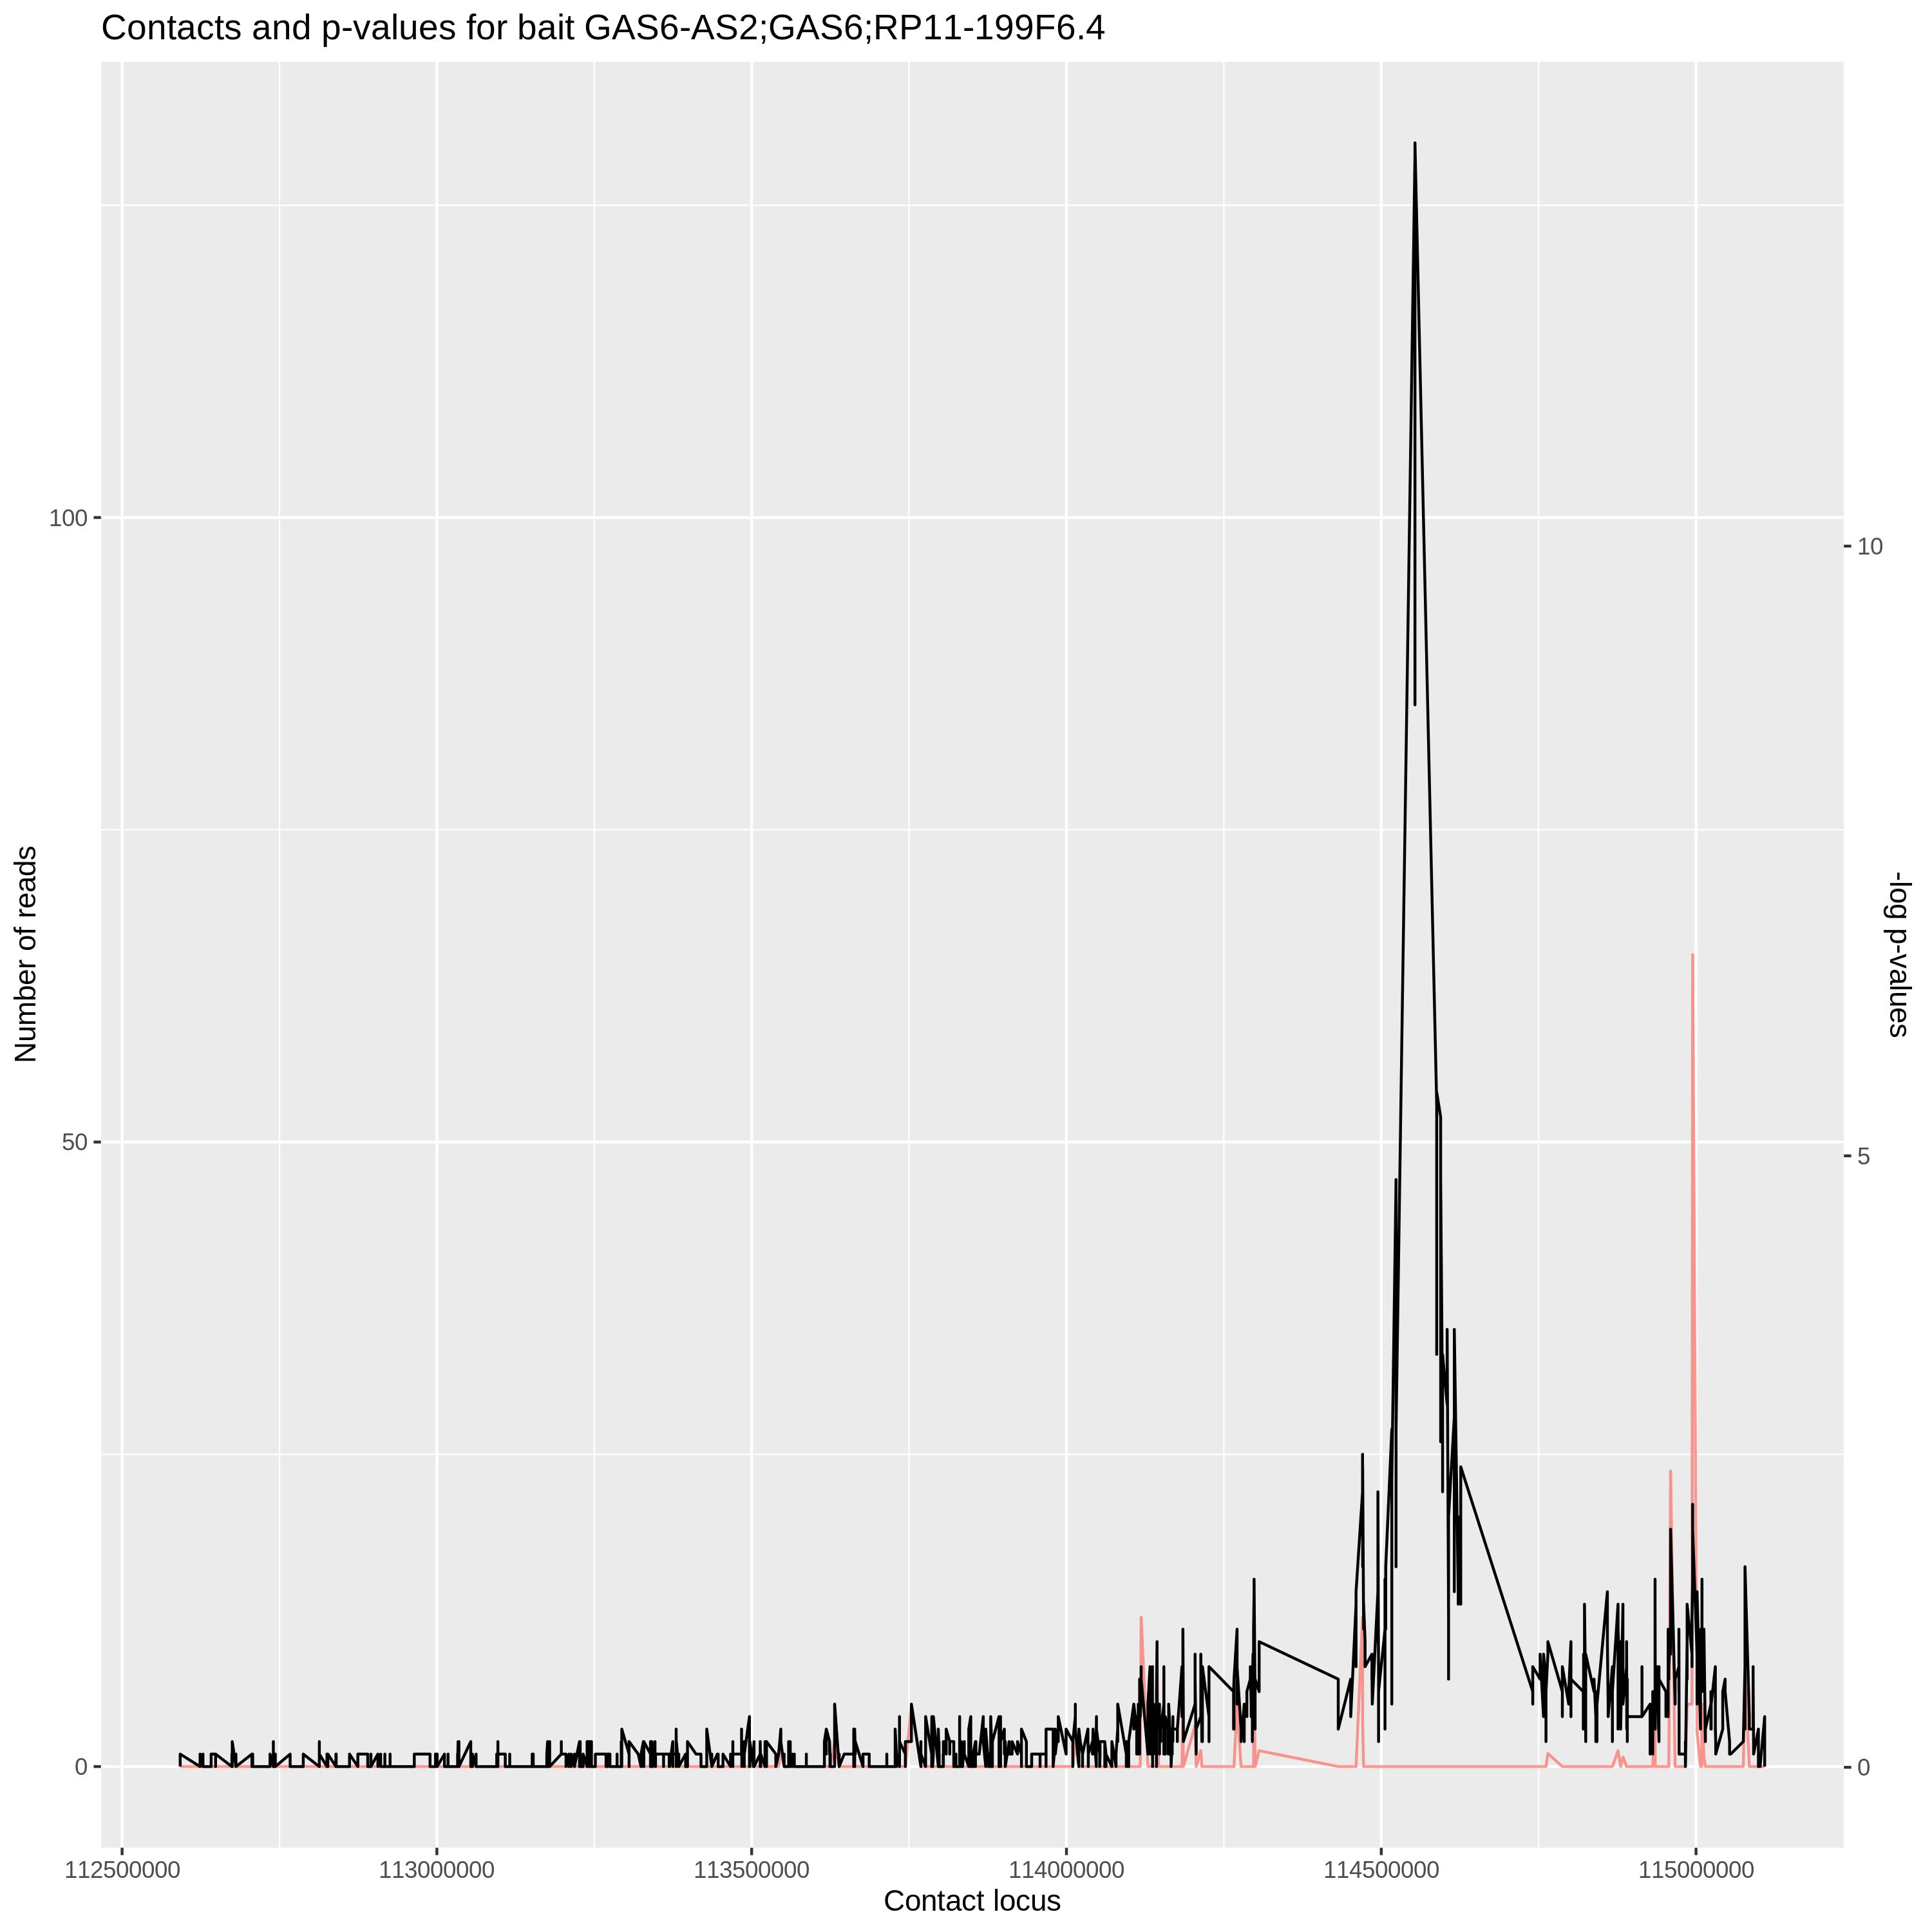 Contacts and p-values for bait GAS6-AS2;GAS6;RP11-199F6.4
100
50
0
Number of reads
10
5
0
-log p-values
112500000 113000000 113500000 114000000 114500000 115000000
Contact locus